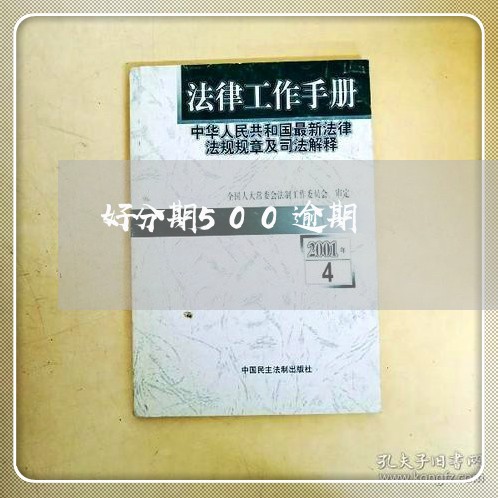 法律工作手册
中华人民共和国最新法律
法规规章及司法解释
全国人大常委会法制工作委员会 审定
好分期500逾期
2001年
4
中国民主法制出版社
孔夫子旧书网